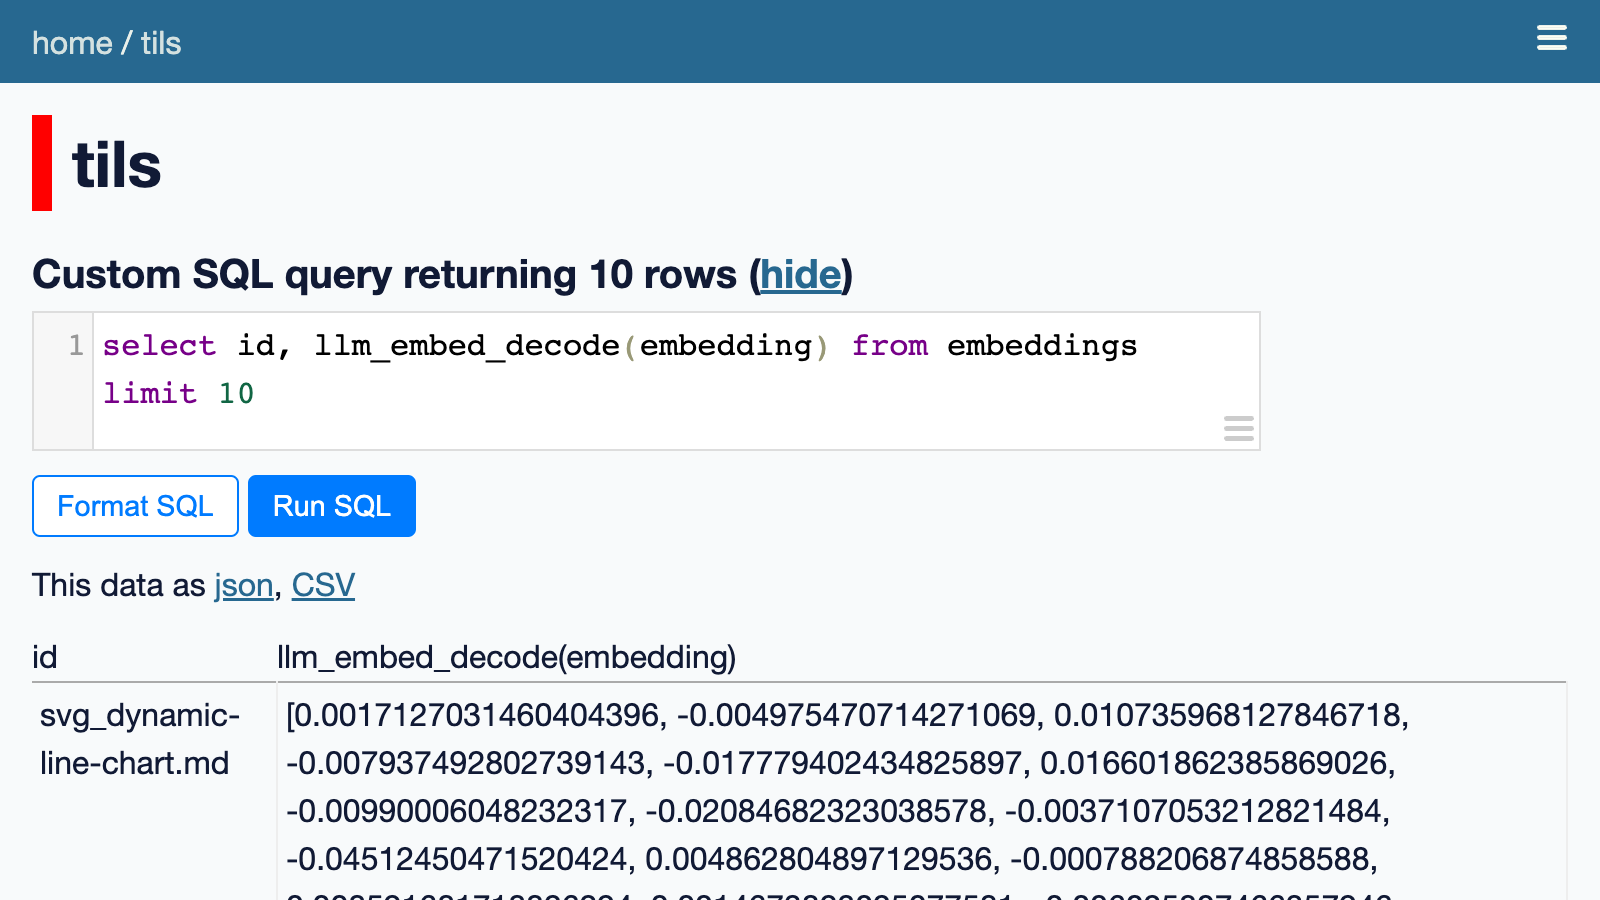 home / tils
tils
Custom SQL query returning 10 rows (hide)
1 select id, llm_embed_decode(embedding) from embeddings
limit 10
Format SQL Run SQL
This data as json, CSV
id llm_embed_decode(embedding)
svg_dynamic- [0.0017127031460404396, -0.004975470714271069, 0.010735968127846718,
line-chart.md -0.007937492802739143, -0.017779402434825897, 0.016601862385869026,
-0.00990006048232317, -0.02084682323038578, -0.0037107053212821484,
-0.04512450471520424, 0.004862804897129536, -0.0007882068748585​88,